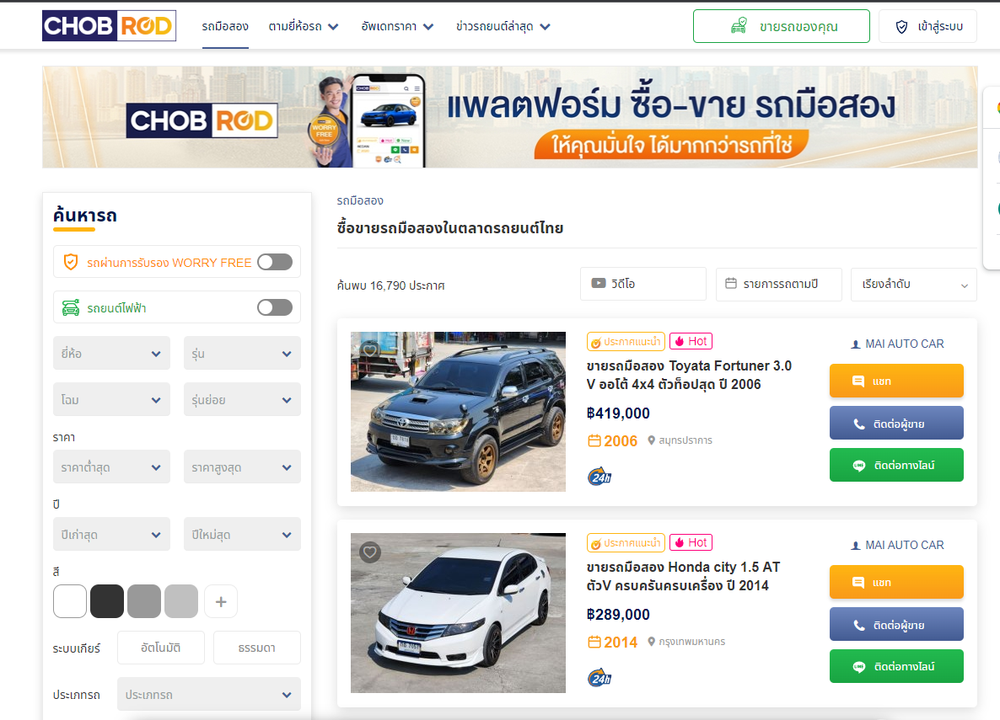 CHOB ROD
รถมือสอง
ตามยี่ห้อรถ
อัพเดทราคา
ข่าวรถยนต์ล่าสุด
ขายรถของคุณ
เข้าสู่ระบบ
CHOB ROD
WORRY FREE
แพลตฟอร์ม ซื้อ-ขาย รถมือสอง
ให้คุณมั่นใจ ได้มากกว่ารถที่ใช่
ค้นหารถ
รถผ่านการรับรอง WORRY FREE
รถยนต์ไฟฟ้า
ยี่ห้อ
รุ่น
โฉม
รุ่นย่อย
ราคา
ราคาต่ำสุด
ราคาสูงสุด
ปี
ปีเก่าสุด
ปีใหม่สุด
สี
+
ระบบเกียร์
อัตโนมัติ
ธรรมดา
ประเภทรถ
ประเภทรถ
รถมือสอง
ซื้อขายรถมือสองในตลาดรถยนต์ไทย
ค้นพบ 16,790 ประกาศ
วิดีโอ
รายการรถตามปี
เรียงลำดับ
ประกาศแนะนำ
Hot
ขายรถมือสอง Toyata Fortuner 3.0
V ออโต้ 4x4 ตัวท็อปสุด ปี 2006
฿419,000
2006
สมุทรปราการ
24h
MAI AUTO CAR
แชท
ติดต่อผู้ขาย
LINE
ติดต่อทางไลน์
ประกาศแนะนำ
Hot
ขายรถมือสอง Honda city 1.5 AT
ตัวV ครบครันครบเครื่อง ปี 2014
฿289,000
2014
กรุงเทพมหานคร
24h
MAI AUTO CAR
แชท
ติดต่อผู้ขาย
LINE
ติดต่อทางไลน์